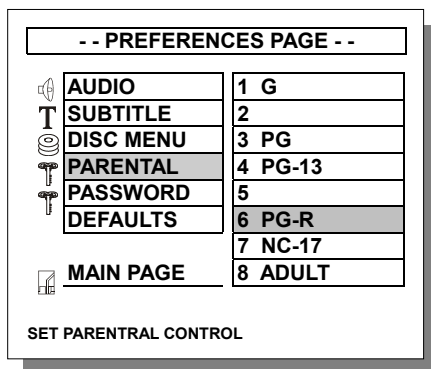 - - PREFERENCES PAGE - -
AUDIO
T SUBTITLE
DISC MENU
PARENTAL
PASSWORD
DEFAULTS
MAIN PAGE
1 G
2
3 PG
4 PG-13
5
6 PG-R
7 NC-17
8 ADULT
SET PARENTRAL CONTROL